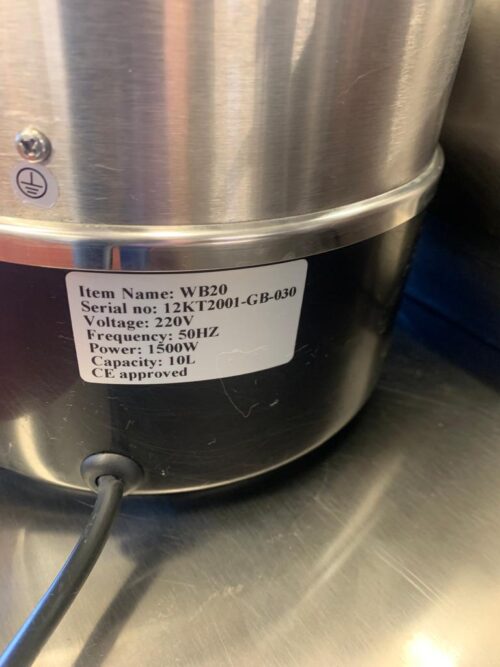 Item Name: WB20
Serial no: 12KT2001-GB-030
Voltage: 220V
Frequency: 50HZ
Power: 1500W
Capacity: 10L
CE approved